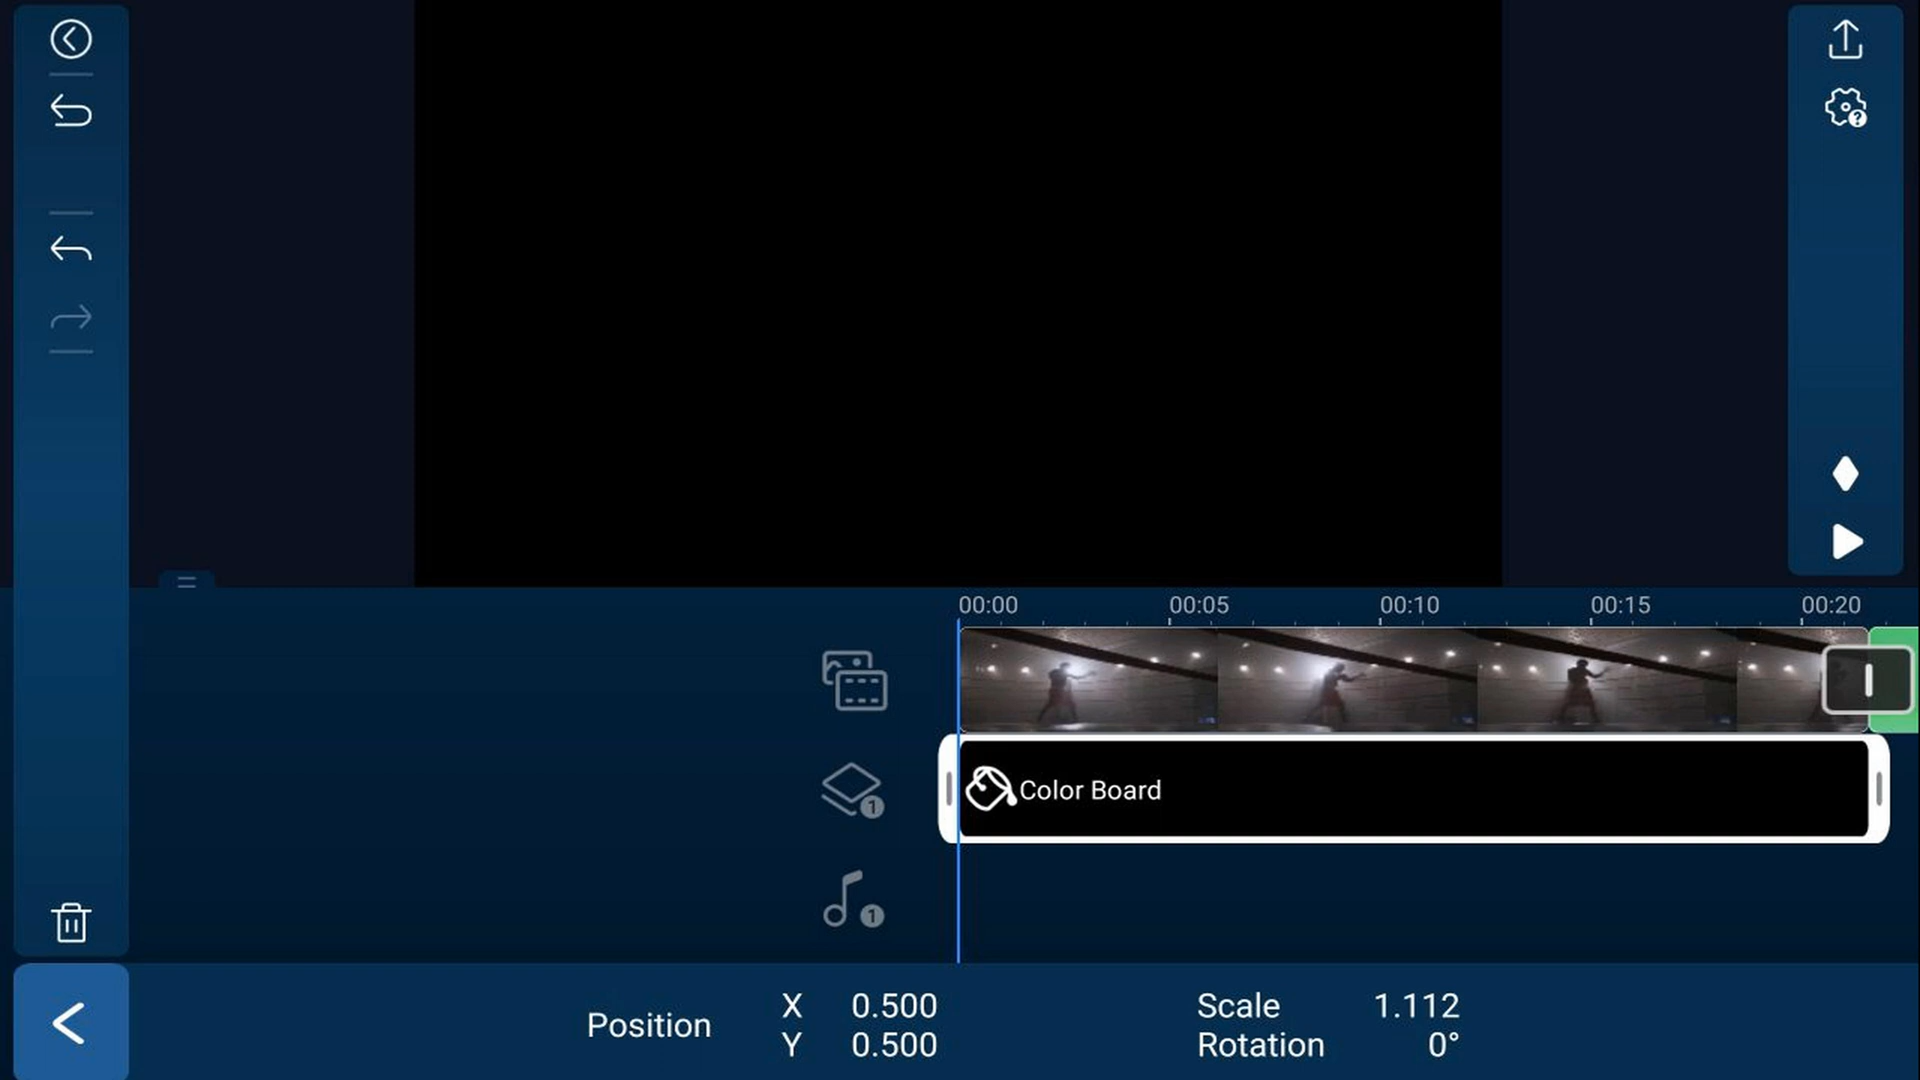 00:00 00:05 00:10 00:15 00:20
Color Board
1
1
Position X 0.500 Y 0.500
Scale 1.112
Rotation 0°